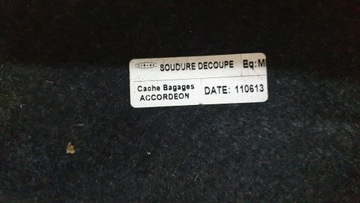 SOUDURE DECOUPE Eq:M
Cache Bagages
ACCORDEON
DATE: 110613